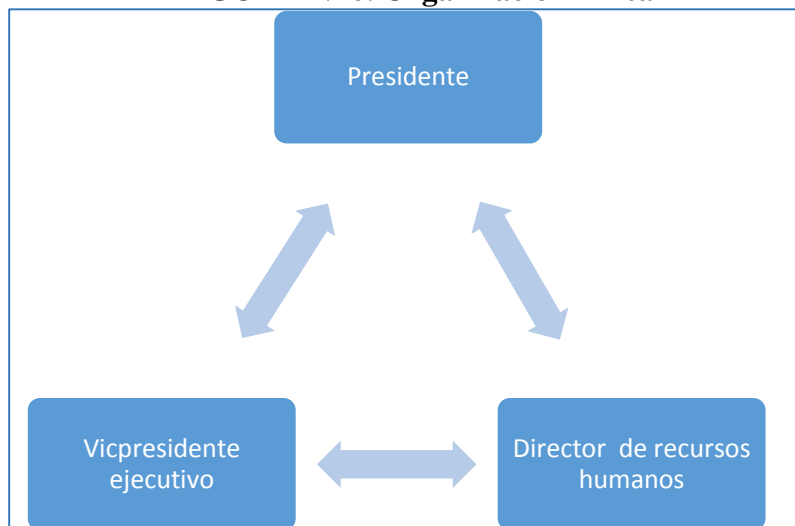 Presidente
Vicpresidente
ejecutivo
Director de recursos
humanos